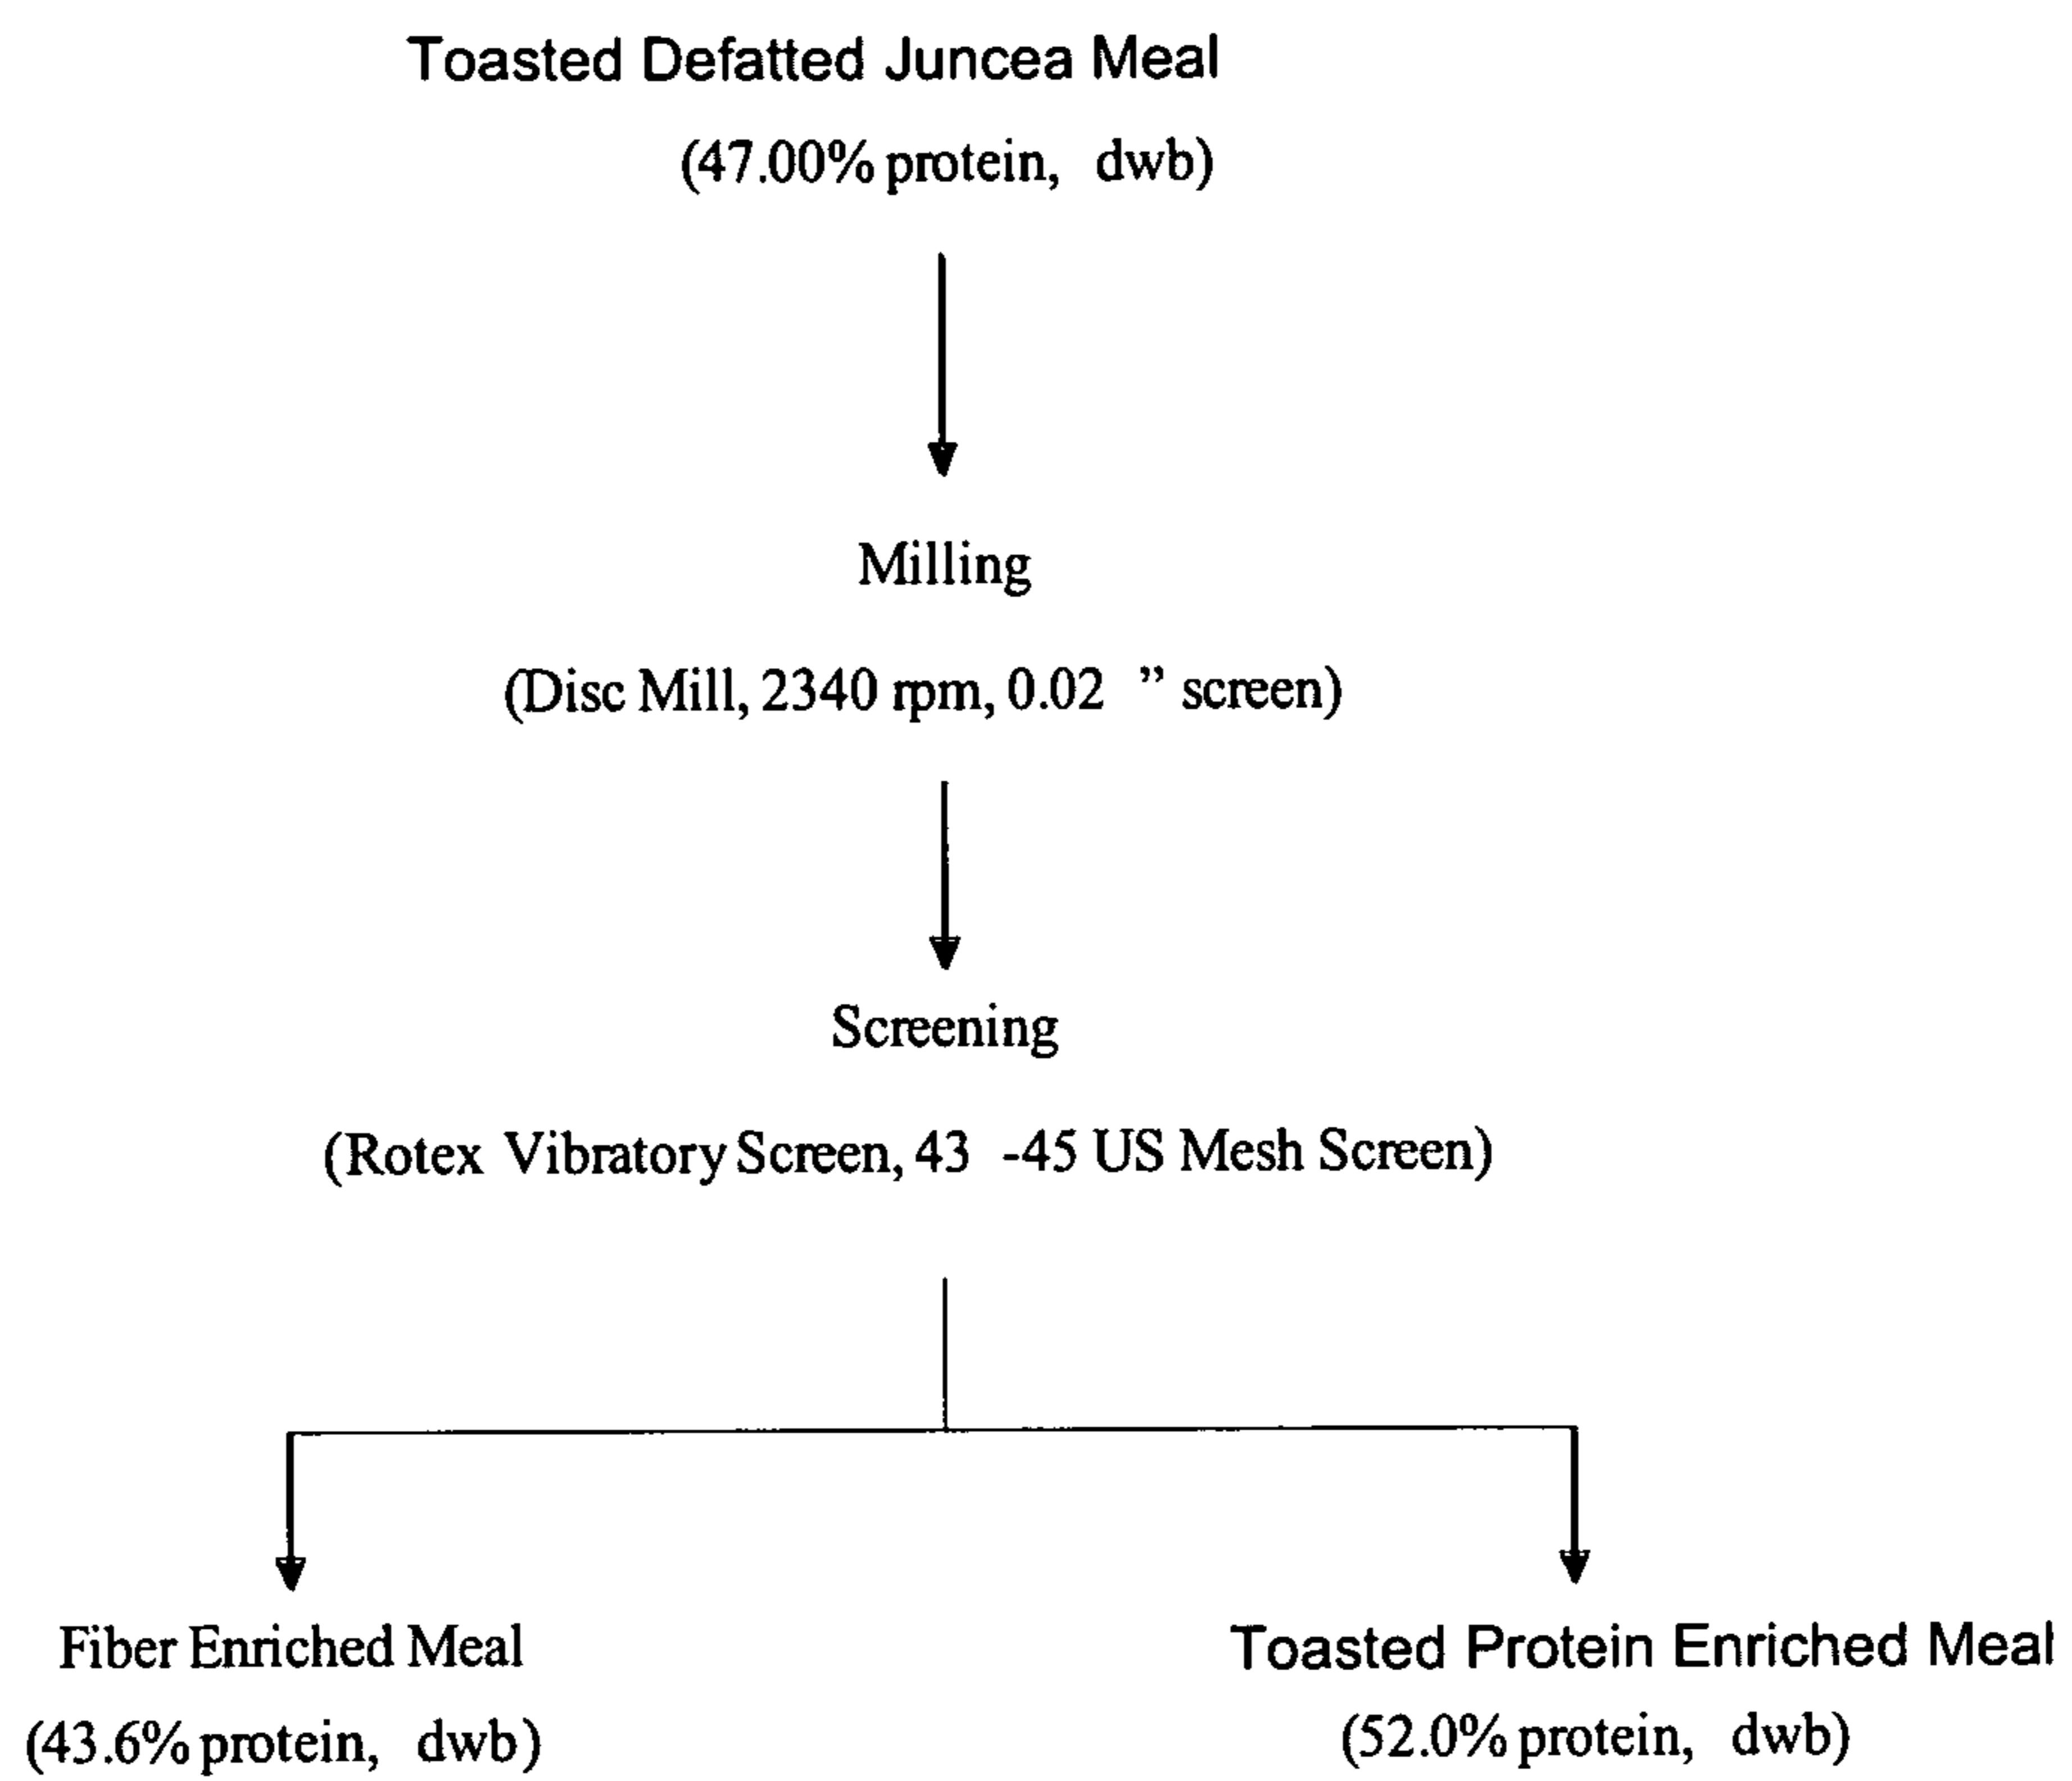 Toasted Defatted Juncea Meal
(47.00% protein, dwb)
Milling
(Disc Mill, 2340 rpm, 0.02 ” screen)
Screening
(Rotex Vibratory Screen, 43 -45 US Mesh Screen)
Fiber Enriched Meal
(43.6% protein, dwb)
Toasted Protein Enriched Meal
(52.0% protein, dwb)